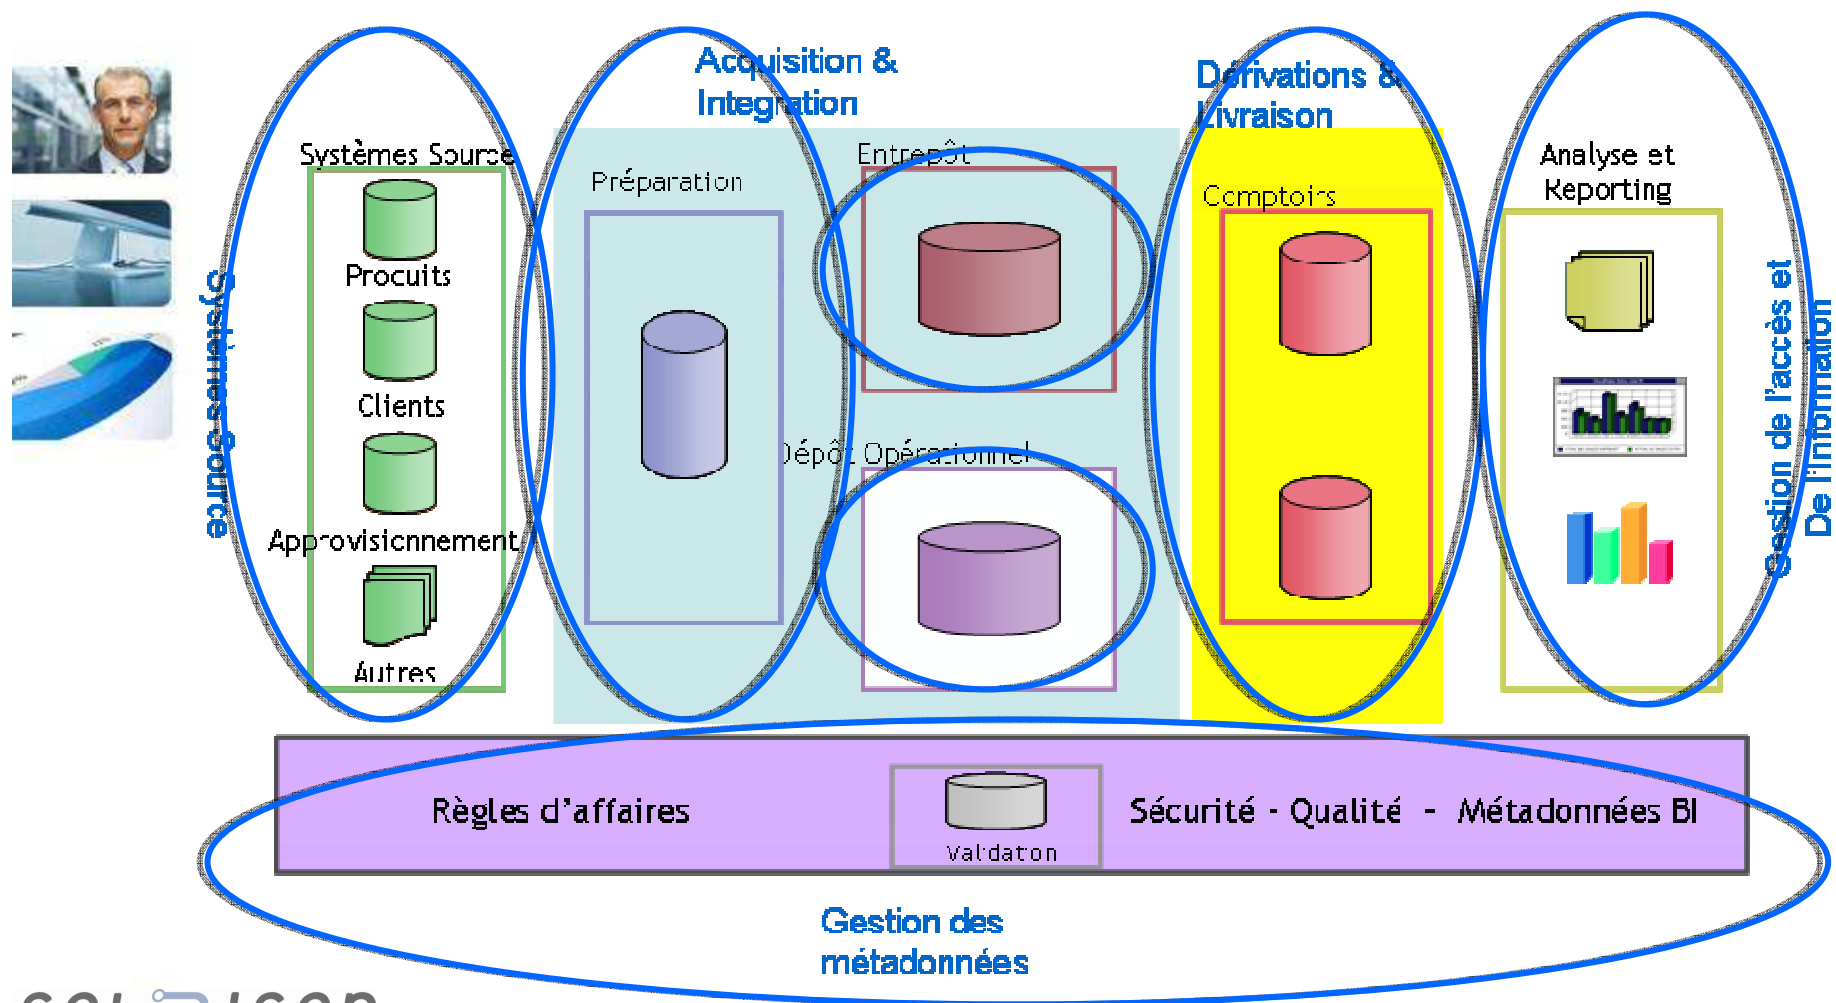 Acquisition &
Integration
Dérivations &
Livraison
Systèmes Source
Préparation
Entrepôt
Comptoirs
Analyse et
Reporting
Procuits
Clients
Approvisionnement
Autres
Dépôt Opérationnel
Systèmes Source
Gestion de l'accès et
De l'information
Règles d'affaires
Validation
Sécurité - Qualité - Métadonnées BI
Gestion des
métadonnées